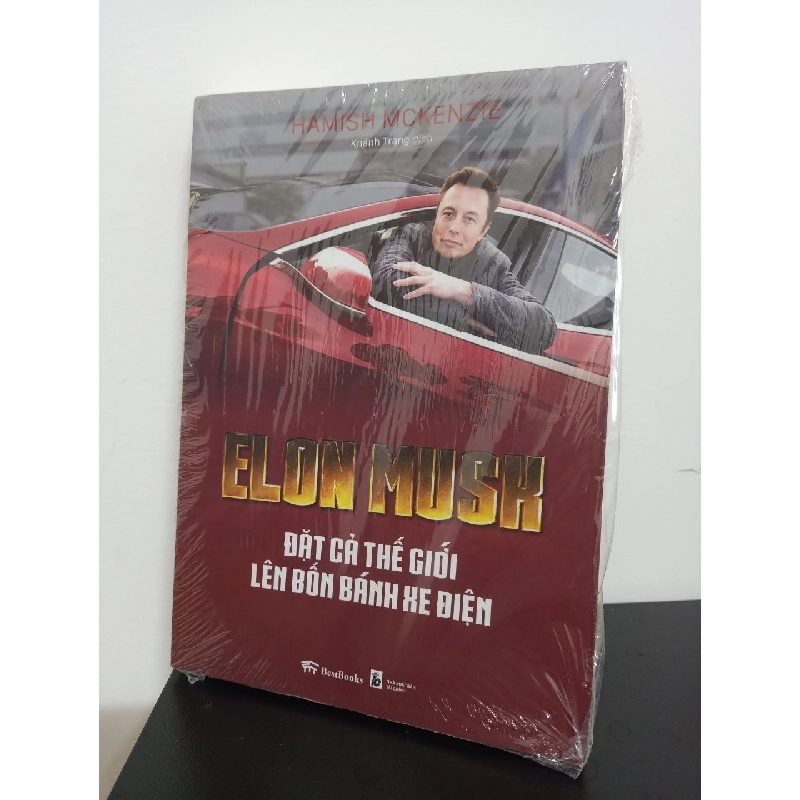 HAMISH MCKENZIE
Khánh Trang dịch
ELON MUSK
ĐẶT CẢ THẾ GIỚI
LÊN BỐN BÁNH XE ĐIỆN
BestBooks